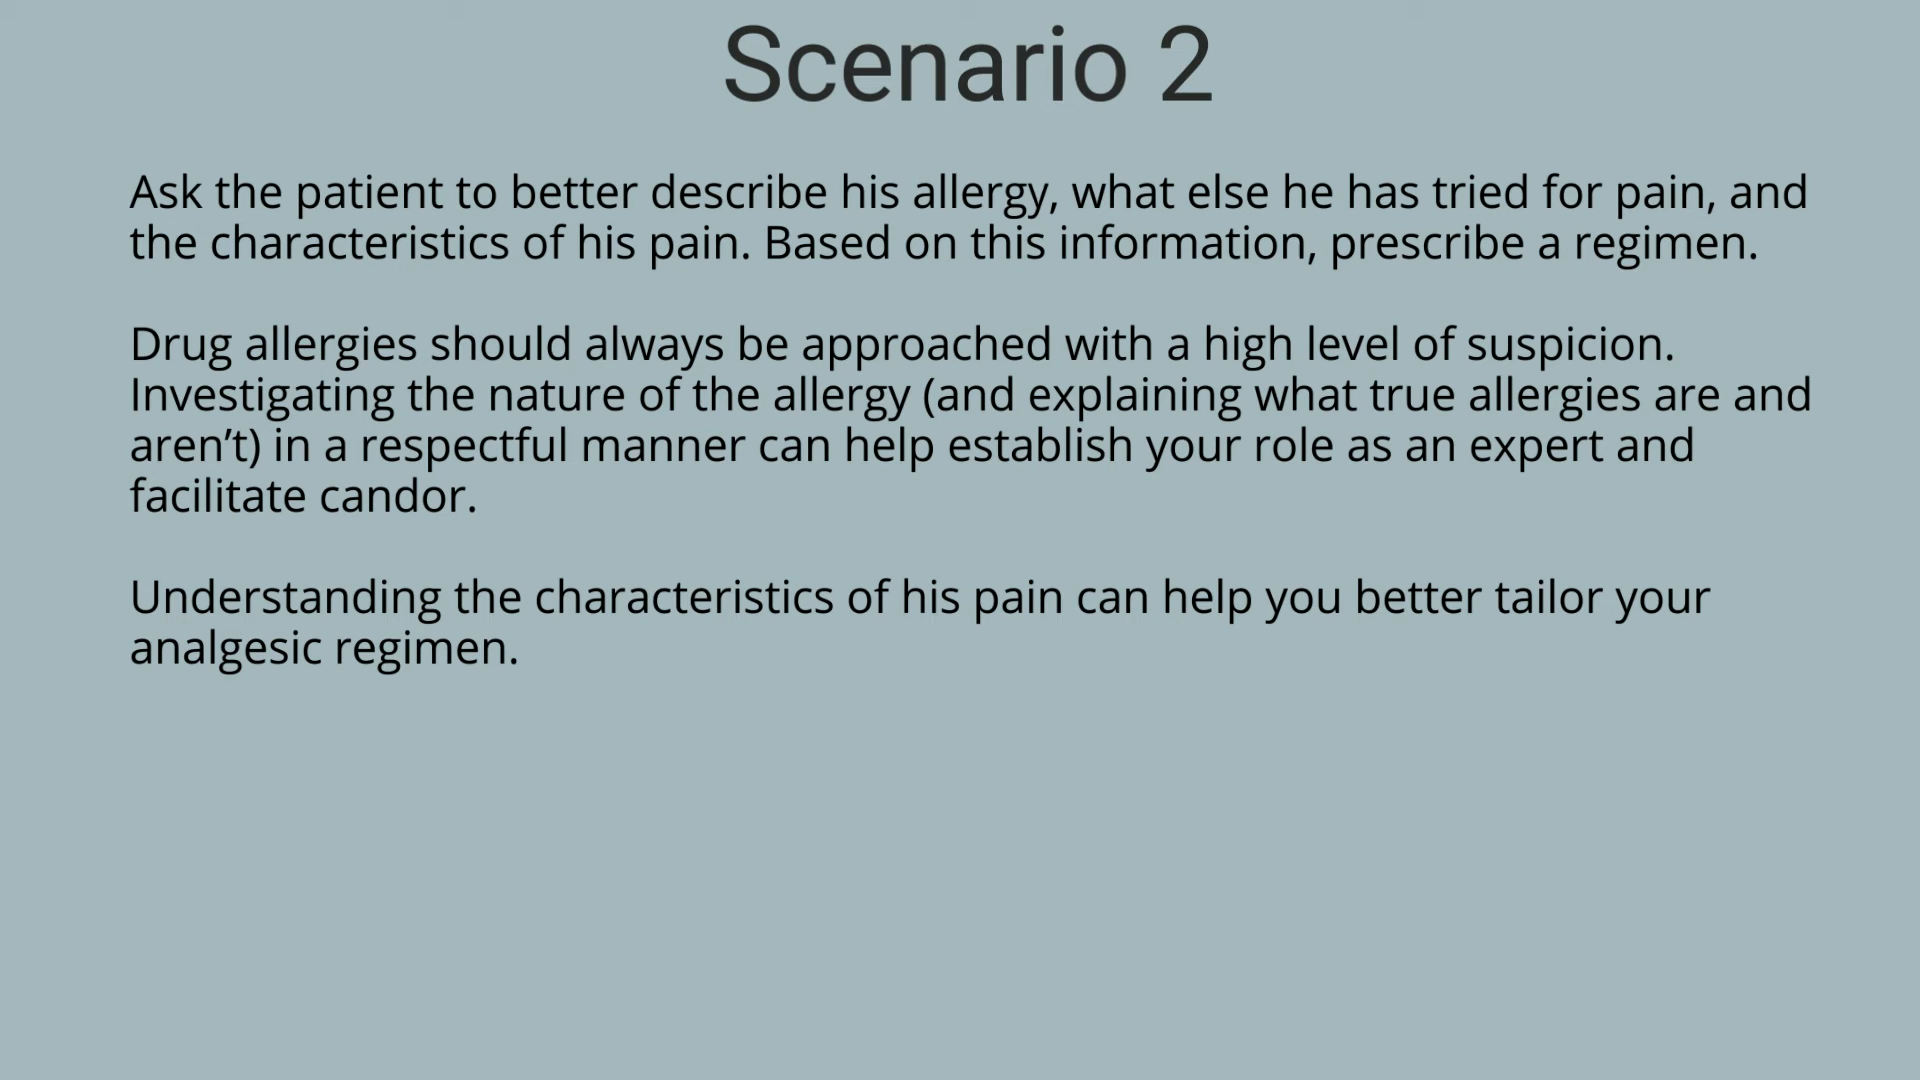 Scenario 2
Ask the patient to better describe his allergy, what else he has tried for pain, and
the characteristics of his pain. Based on this information, prescribe a regimen.
Drug allergies should always be approached with a high level of suspicion.
Investigating the nature of the allergy (and explaining what true allergies are and
aren’t) in a respectful manner can help establish your role as an expert and
facilitate candor.
Understanding the characteristics of his pain can help you better tailor your
analgesic regimen.